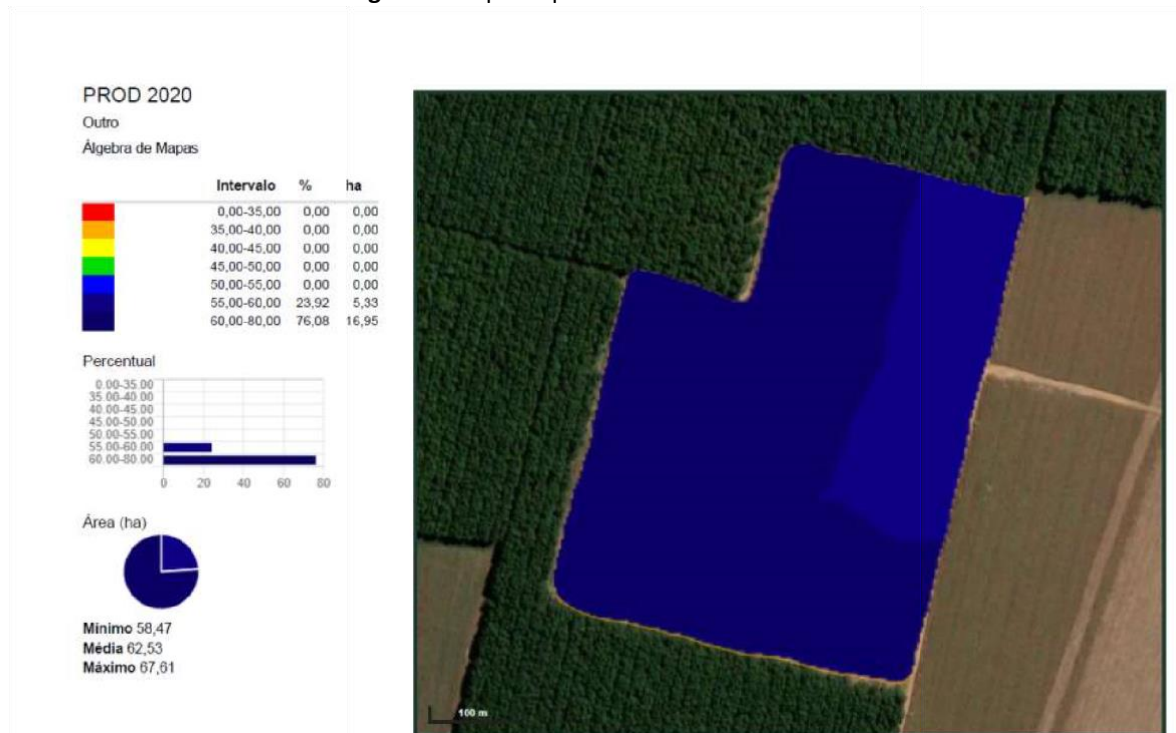 PROD 2020
Outro
Álgebra de Mapas
Intervalo % ha
0,00-35,00 0,00 0,00
35,00-40,00 0,00 0,00
40,00-45,00 0,00 0,00
45,00-50,00 0,00 0,00
50,00-55,00 0,00 0,00
55,00-60,00 23,92 5,33
60,00-80,00 76,08 16,95
Percentual
0.00-35.00
35.00-40.00
40.00-45.00
45.00-50.00
50.00-55.00
55.00-60.00
60.00-80.00
0 20 40 60 80
Área (ha)
Mínimo 58,47
Média 62,53
Máximo 67,61
100 m